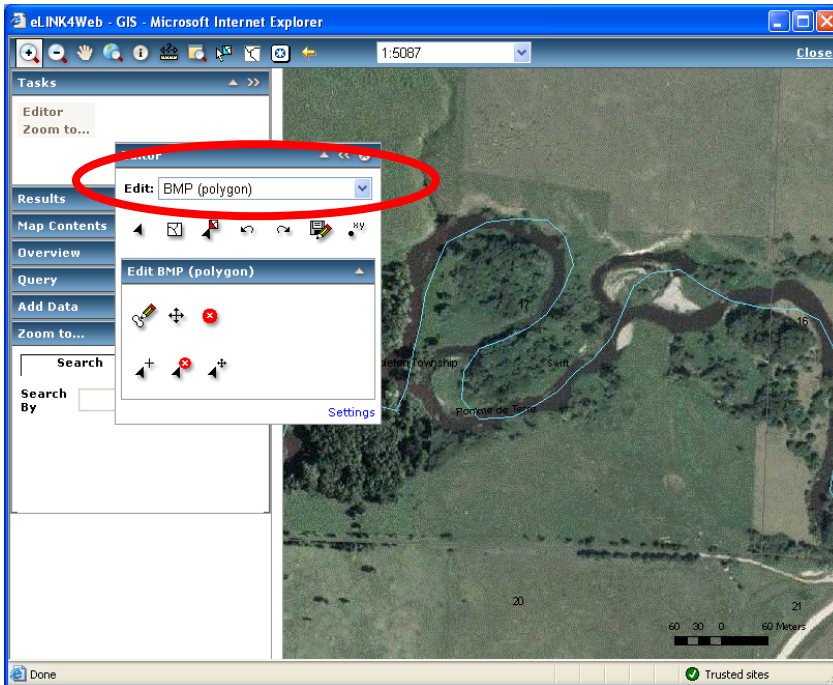 eLINK4Web - GIS - Microsoft Internet Explorer
1:5087
Close
Tasks
Editor
Zoom to...
Editor
Edit: BMP (polygon)
xy
Edit BMP (polygon)
Settings
Results
Map Contents
Overview
Query
Add Data
Zoom to...
Search
Search By
17
16
Township
Swift
Pomme de Terre
20
21
60 30 0 60 Meters
Done
Trusted sites